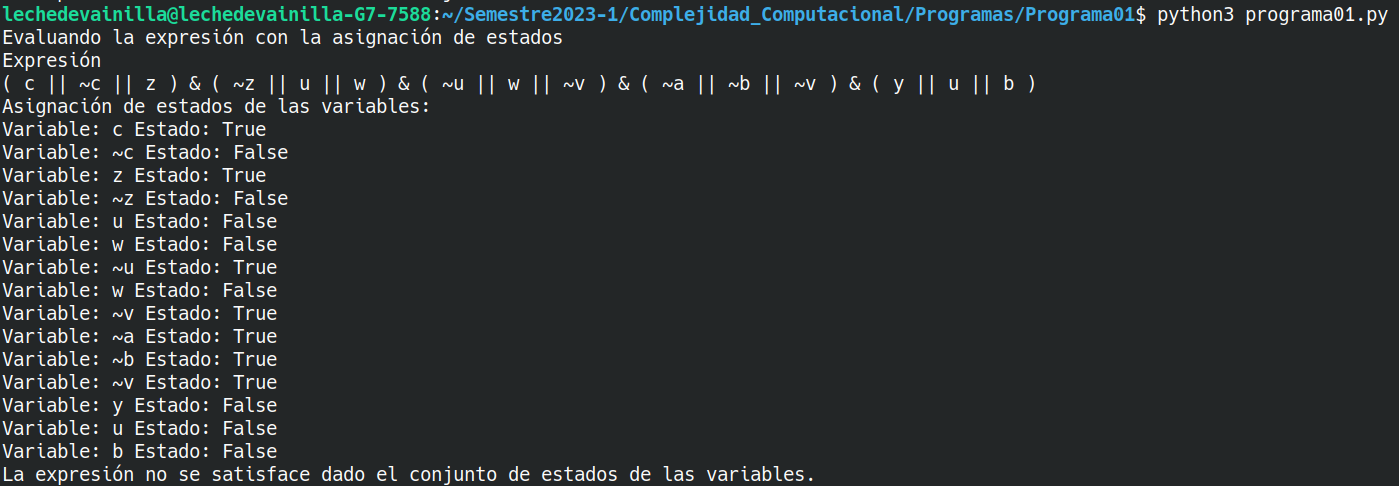 lechedevainilla@lechedevainilla-G7-7588:~/Semestre2023-1/Complejidad_Computacional/Programas/Programa01$ python3 programa01.py
Evaluando la expresión con la asignación de estados
Expresión
( c || ~c || z ) & ( ~z || u || w ) & ( ~u || w || ~v ) & ( ~a || ~b || ~v ) & ( y || u || b )
Asignación de estados de las variables:
Variable: c Estado: True
Variable: ~c Estado: False
Variable: z Estado: True
Variable: ~z Estado: False
Variable: u Estado: False
Variable: w Estado: False
Variable: ~u Estado: True
Variable: w Estado: False
Variable: ~v Estado: True
Variable: ~a Estado: True
Variable: ~b Estado: True
Variable: ~v Estado: True
Variable: y Estado: False
Variable: u Estado: False
Variable: b Estado: False
La expresión no se satisface dado el conjunto de estados de las variables.